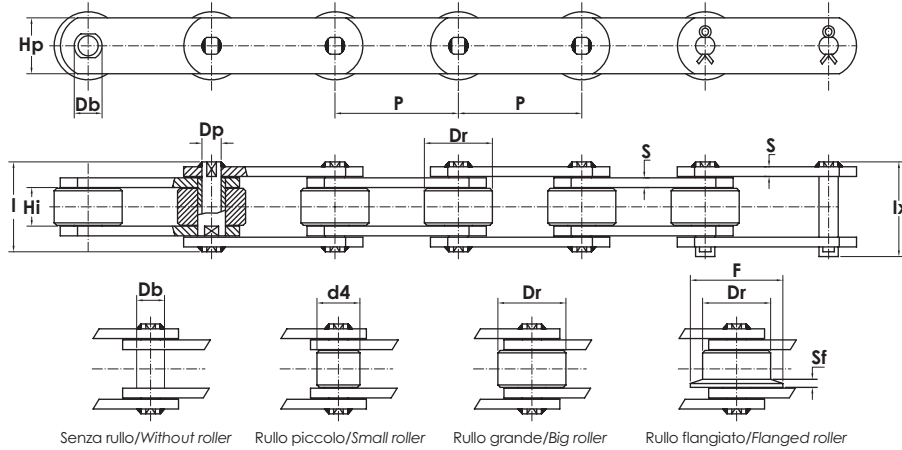 Hp
Db
P
P
Dp
Dr
S
S
I
Hi
Ix
F
Db
d4
Dr
Dr
Sf
Senza rullo/Without roller
Rullo piccolo/Small roller
Rullo grande/Big roller
Rullo flangiato/Flanged roller